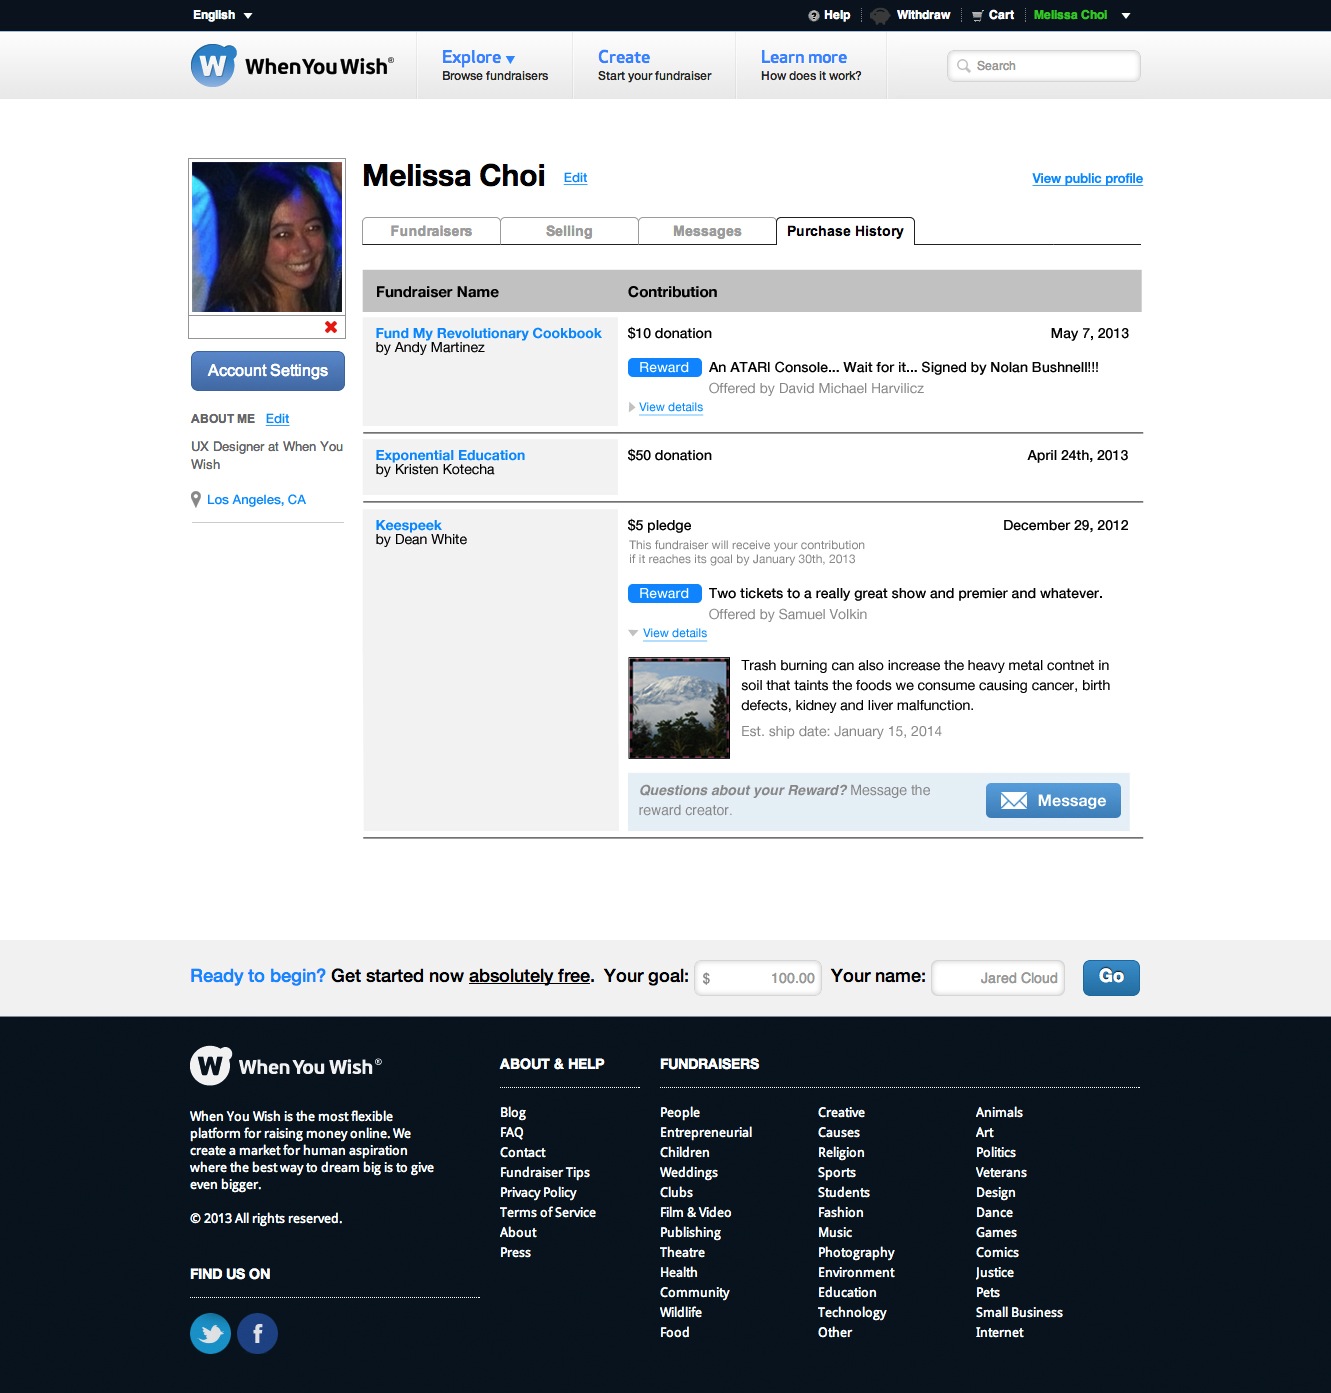 English
Help
Withdraw
Cart
Melissa Choi
W WhenYouWish®
Explore
Browse fundraisers
Create
Start your fundraiser
Learn more
How does it work?
Search
Melissa Choi Edit
View public profile
Fundraisers
Selling
Messages
Purchase History
Account Settings
ABOUT ME Edit
UX Designer at When You
Wish
Los Angeles, CA
Fundraiser Name Contribution
Fund My Revolutionary Cookbook
by Andy Martinez
$10 donation May 7, 2013
Reward An ATARI Console... Wait for it... Signed by Nolan Bushnell!!!
Offered by David Michael Harvilicz
View details
Exponential Education
by Kristen Kotecha
$50 donation April 24th, 2013
Keespeek
by Dean White
$5 pledge December 29, 2012
This fundraiser will receive your contribution
if it reaches its goal by January 30th, 2013
Reward Two tickets to a really great show and premier and whatever.
Offered by Samuel Volkin
View details
Trash burning can also increase the heavy metal contnet in
soil that taints the foods we consume causing cancer, birth
defects, kidney and liver malfunction.
Est. ship date: January 15, 2014
Questions about your Reward? Message the
reward creator.
Message
Ready to begin? Get started now absolutely free. Your goal: $ 100.00 Your name: Jared Cloud Go
W When You Wish®
When You Wish is the most flexible
platform for raising money online. We
create a market for human aspiration
where the best way to dream big is to give
even bigger.
© 2013 All rights reserved.
FIND US ON
f
ABOUT & HELP
Blog
FAQ
Contact
Fundraiser Tips
Privacy Policy
Terms of Service
About
Press
FUNDRAISERS
People
Entrepreneurial
Children
Weddings
Clubs
Film & Video
Publishing
Theatre
Health
Community
Wildlife
Food
Creative
Causes
Religion
Sports
Students
Fashion
Music
Photography
Environment
Education
Technology
Other
Animals
Art
Politics
Veterans
Design
Dance
Games
Comics
Justice
Pets
Small Business
Internet